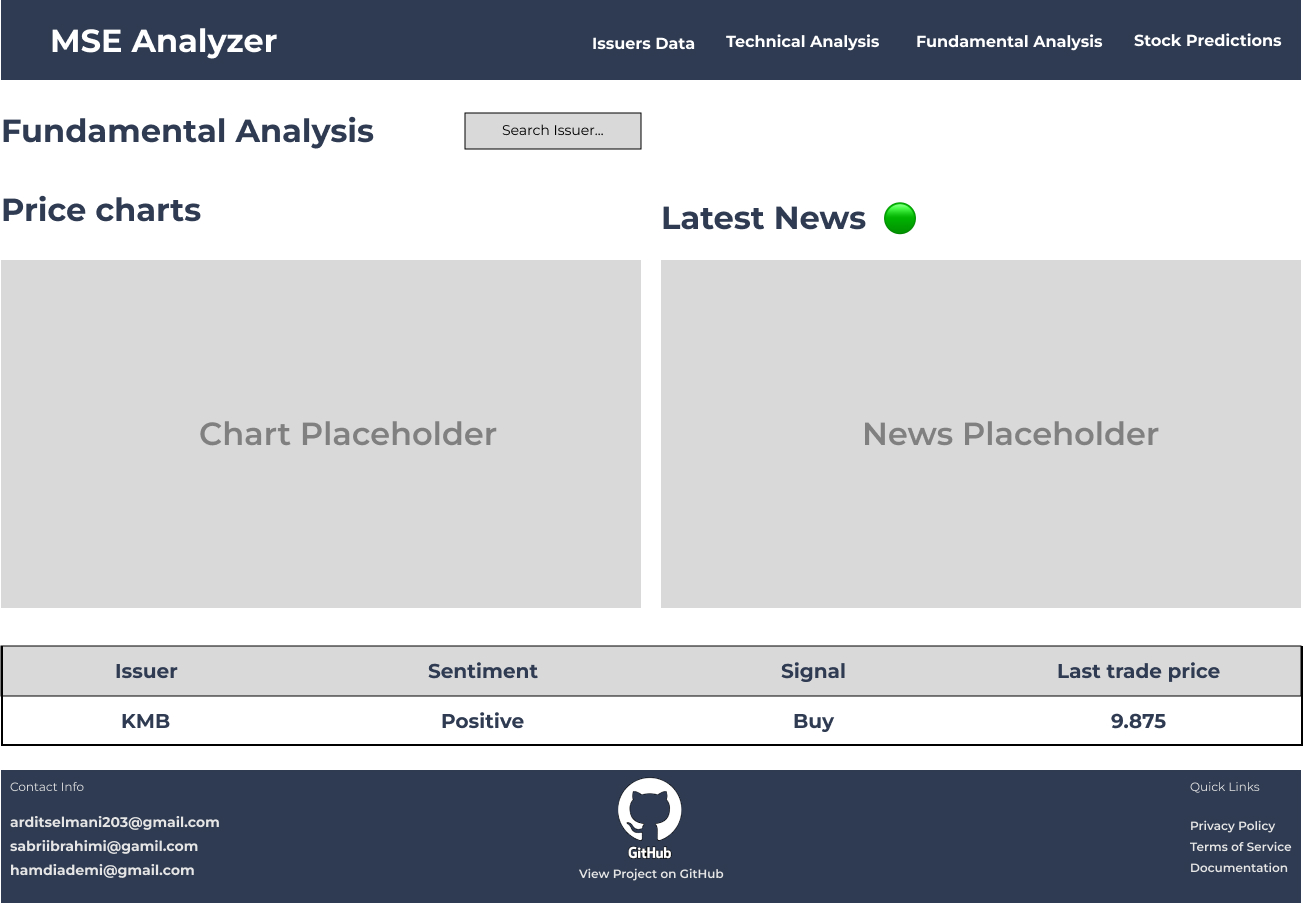 MSE Analyzer
Issuers Data Technical Analysis Fundamental Analysis Stock Predictions
Fundamental Analysis
Search Issuer...
Price charts
Latest News
Chart Placeholder
News Placeholder
Issuer Sentiment Signal Last trade price
KMB Positive Buy 9.875
Contact Info
arditselmani203@gmail.com
sabriibrahimi@gamil.com
hamdiademi@gmail.com
GitHub
View Project on GitHub
Quick Links
Privacy Policy
Terms of Service
Documentation